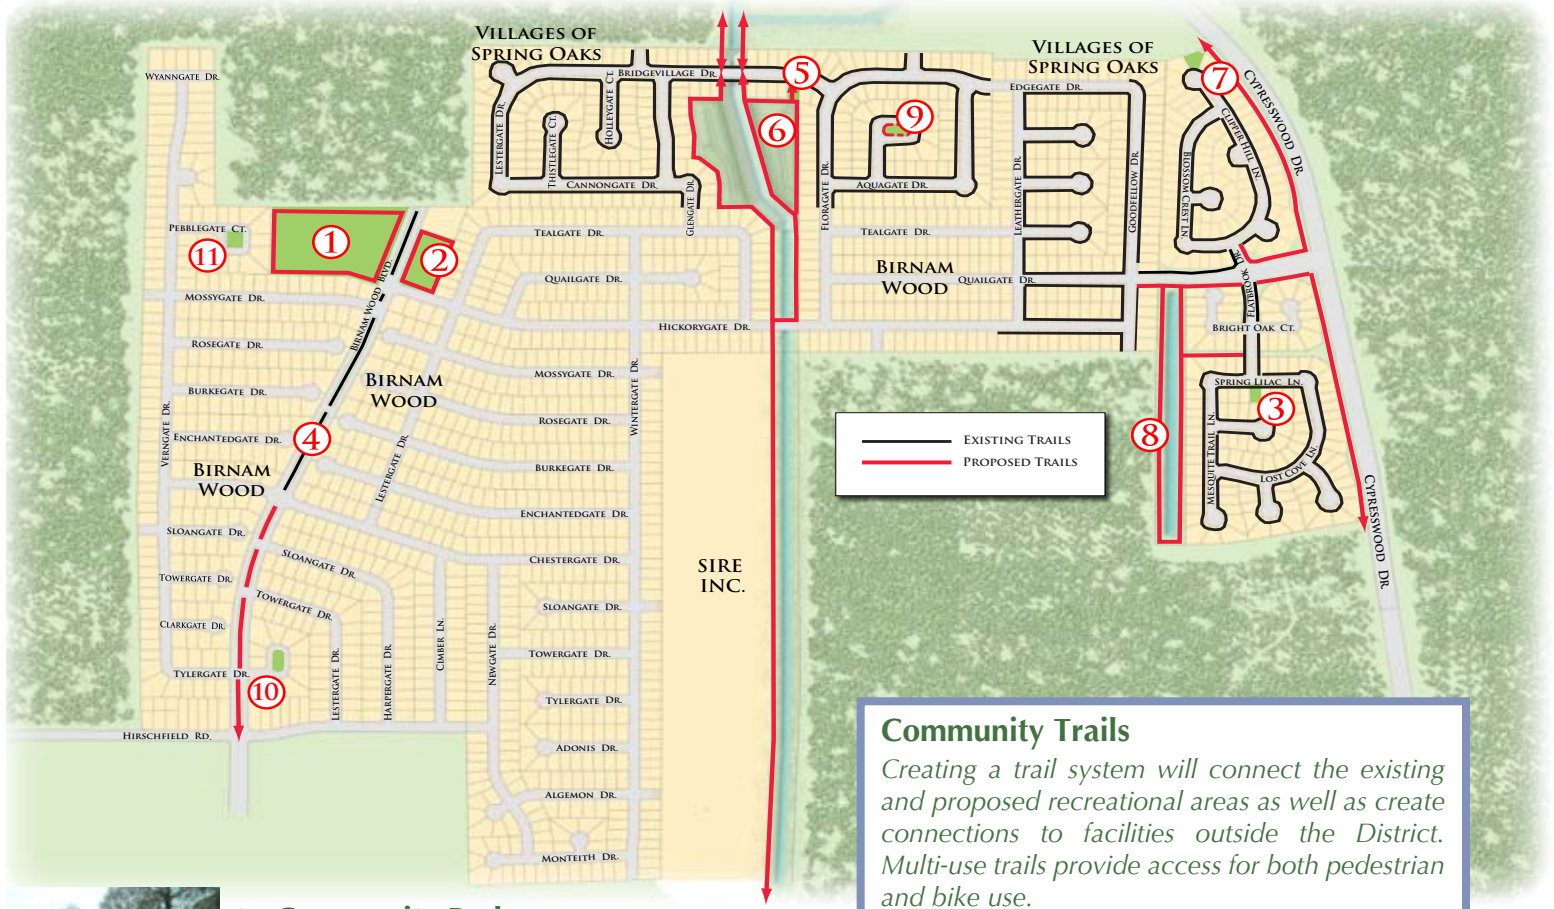 VILLAGES OF
SPRING OAKS
VILLAGES OF
SPRING OAKS
WYANNGATE DR.
BRIDGEVILLAGE DR.
5
7
CYPRESSWOOD DR.
EDGEGATE DR.
HOLLEYGATE CT.
LESTERGATE DR.
THISTLEGATE CT.
6
9
CLIPPER HILL LN.
BLOSSOM CREST LN.
CANNONGATE DR.
GLENGATE DR.
FLORAGATE DR.
AQUAGATE DR.
LEATHERGATE DR.
GOODFELLOW DR.
PEBBLEGATE CT.
11
1
2
TEALGATE DR.
TEALGATE DR.
BIRNAM
WOOD
QUAILGATE DR.
QUAILGATE DR.
FLATBROOK DR.
MOSSYGATE DR.
BIRNAM WOOD BLVD.
HICKORYGATE DR.
BRIGHT OAK CT.
ROSEGATE DR.
BIRNAM
WOOD
MOSSYGATE DR.
WINTERGATE DR.
SPRING LILAC LN.
3
BURKEGATE DR.
ROSEGATE DR.
VERNGATE DR.
ENCHANTEDGATE DR.
4
LESTERGATE DR.
EXISTING TRAILS
PROPOSED TRAILS
8
MESQUITE TRAIL LN.
LOST COVE LN.
BIRNAM
WOOD
BURKEGATE DR.
ENCHANTEDGATE DR.
CYPRESSWOOD DR.
SLOANGATE DR.
SLOANGATE DR.
CHESTERGATE DR.
SIRE
INC.
TOWERGATE DR.
TOWERGATE DR.
SLOANGATE DR.
CLARKGATE DR.
LESTERGATE DR.
HARPERGATE DR.
CIMBER LN.
NEWGATE DR.
TOWERGATE DR.
TYLERGATE DR.
10
TYLERGATE DR.
HIRSCHFIELD RD.
ADONIS DR.
ALGEMON DR.
MONTEITH DR.
Community Trails
Creating a trail system will connect the existing
and proposed recreational areas as well as create
connections to facilities outside the District.
Multi-use trails provide access for both pedestrian
and bike use.